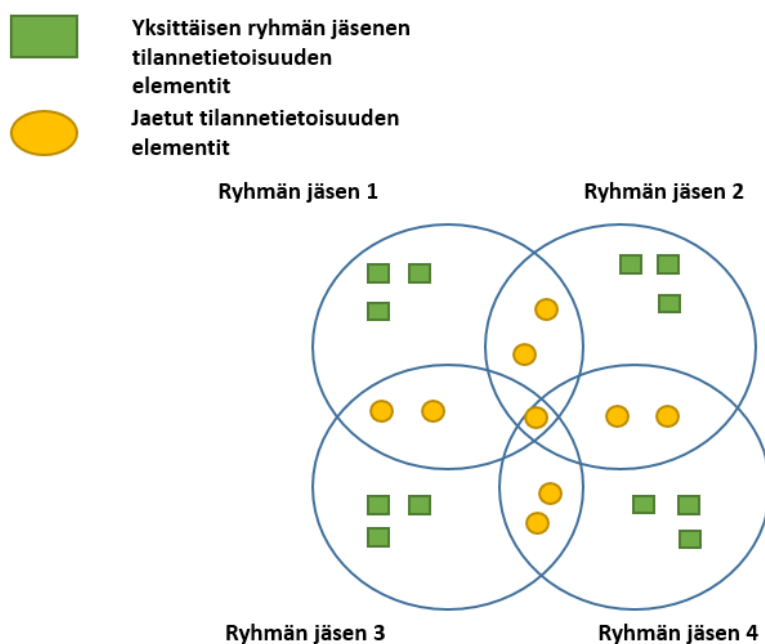 Yksittäisen ryhmän jäsenen
tilannetietoisuuden
elementit
Jaetut tilannetietoisuuden
elementit
Ryhmän jäsen 1
Ryhmän jäsen 2
Ryhmän jäsen 3
Ryhmän jäsen 4